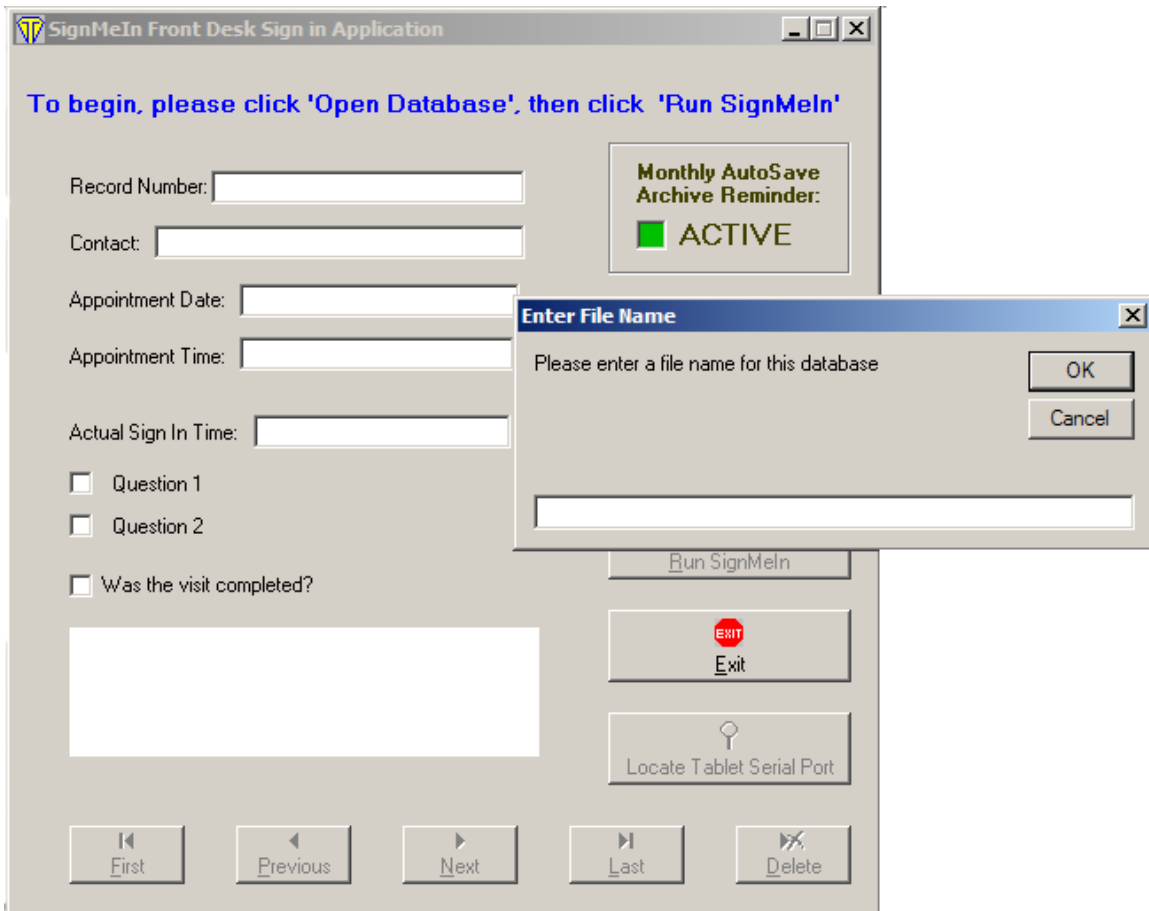 SignMeIn Front Desk Sign in Application
To begin, please click 'Open Database', then click 'Run SignMeIn'
Record Number:
Monthly AutoSave
Archive Reminder:
ACTIVE
Contact:
Appointment Date:
Appointment Time:
Actual Sign In Time:
Question 1
Question 2
Was the visit completed?
Enter File Name
Please enter a file name for this database
OK
Cancel
Run SignMeIn
EXIT
Exit
Locate Tablet Serial Port
First
Previous
Next
Last
Delete